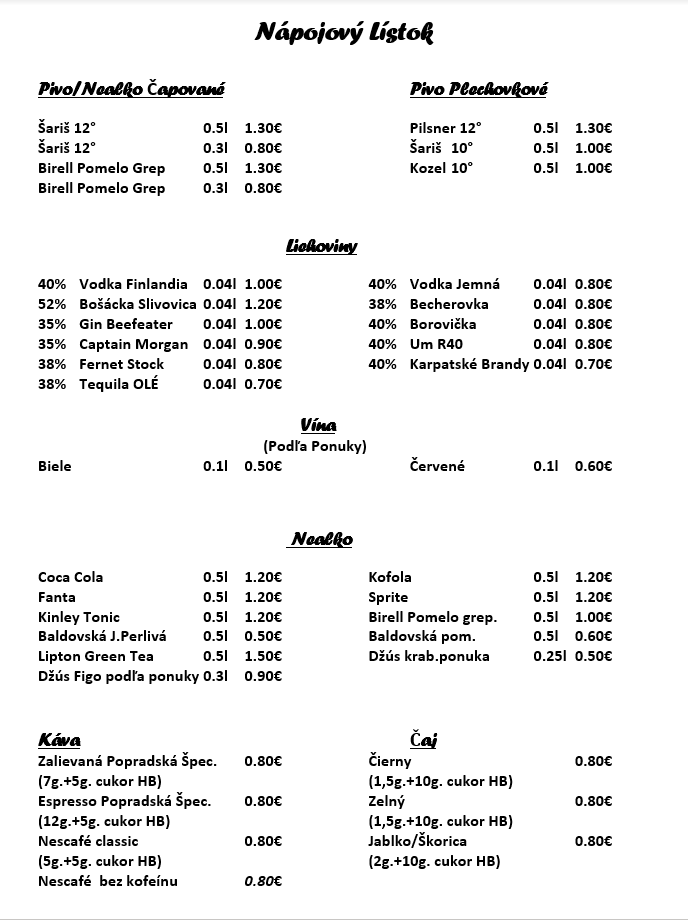 Nápojový Lístok
Pivo/Nealko Čapované Pivo Plechovkové
Šariš 12° 0.5l 1.30€ Pilsner 12° 0.5l 1.30€
Šariš 12° 0.3l 0.80€ Šariš 10° 0.5l 1.00€
Birell Pomelo Grep 0.5l 1.30€ Kozel 10° 0.5l 1.00€
Birell Pomelo Grep 0.3l 0.80€
Liehoviny
40% Vodka Finlandia 0.04l 1.00€ 40% Vodka Jemná 0.04l 0.80€
52% Bošácka Slivovica 0.04l 1.20€ 38% Becherovka 0.04l 0.80€
35% Gin Beefeater 0.04l 1.00€ 40% Borovička 0.04l 0.80€
35% Captain Morgan 0.04l 0.90€ 40% Um R40 0.04l 0.80€
38% Fernet Stock 0.04l 0.80€ 40% Karpatské Brandy 0.04l 0.70€
38% Tequila OLÉ 0.04l 0.70€
Vína
(Podľa Ponuky)
Biele 0.1l 0.50€ Červené 0.1l 0.60€
Nealko
Coca Cola 0.5l 1.20€ Kofola 0.5l 1.20€
Fanta 0.5l 1.20€ Sprite 0.5l 1.20€
Kinley Tonic 0.5l 1.20€ Birell Pomelo grep. 0.5l 1.00€
Baldovská J.Perlivá 0.5l 0.50€ Baldovská pom. 0.5l 0.60€
Lipton Green Tea 0.5l 1.50€ Džús krab.ponuka 0.25l 0.50€
Džús Figo podľa ponuky 0.3l 0.90€
Káva Čaj
Zalievaná Popradská Špec. 0.80€ Čierny 0.80€
(7g.+5g. cukor HB) (1,5g.+10g. cukor HB)
Espresso Popradská Špec. 0.80€ Zelný 0.80€
(12g.+5g. cukor HB) (1,5g.+10g. cukor HB)
Nescafé classic 0.80€ Jablko/Škorica 0.80€
(5g.+5g. cukor HB) (2g.+10g. cukor HB)
Nescafé bez kofeínu 0.80€